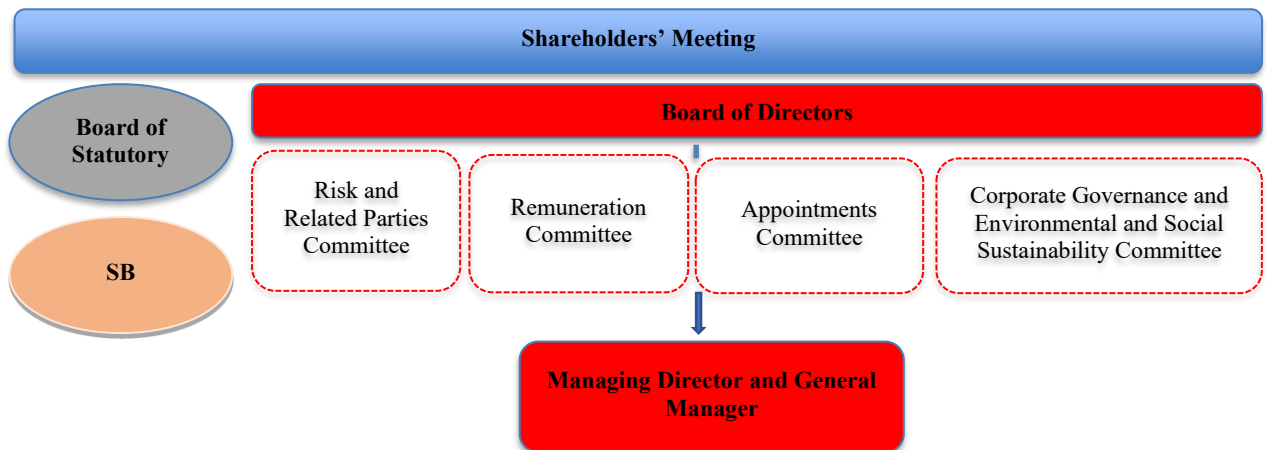 Shareholders’ Meeting
Board of Directors
Board of
Statutory
Risk and
Related Parties
Committee
Remuneration
Committee
Appointments
Committee
Corporate Governance and
Environmental and Social
Sustainability Committee
SB
Managing Director and General
Manager